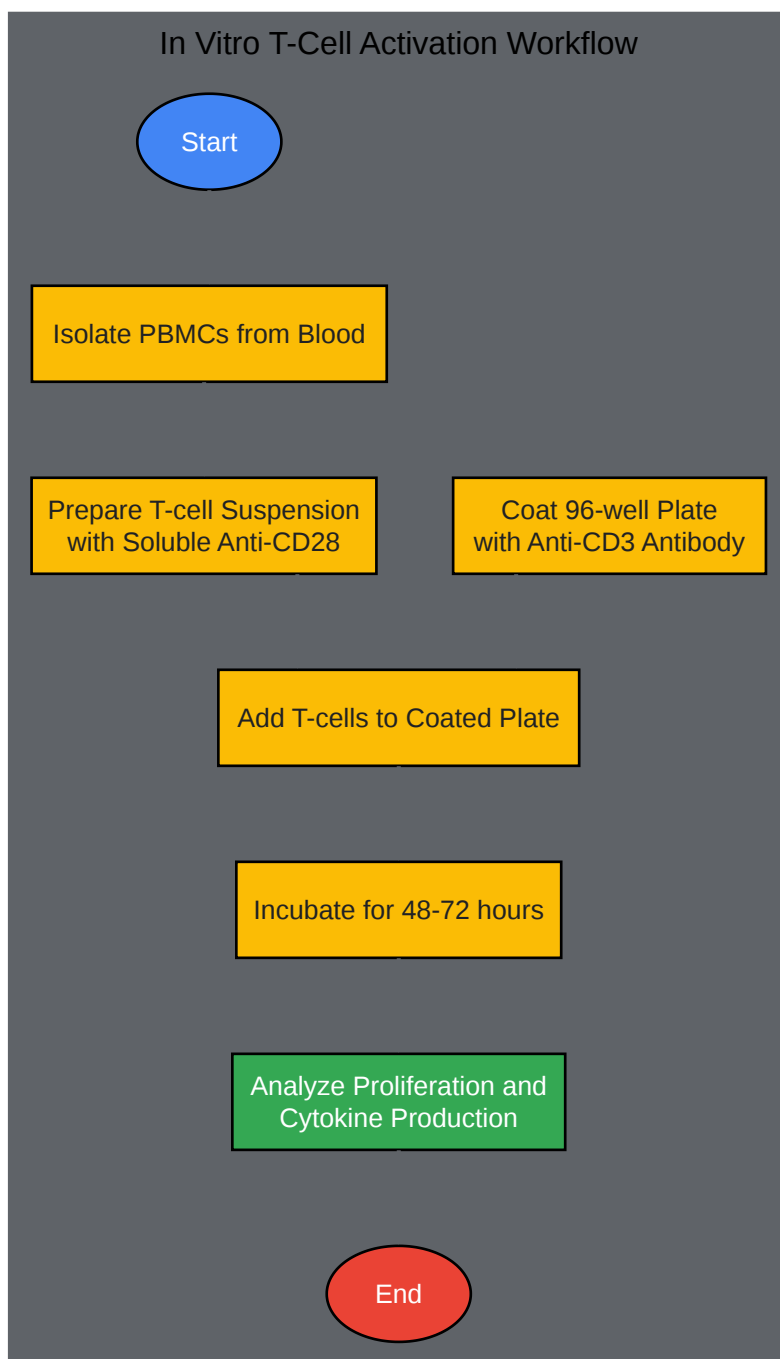 In Vitro T-Cell Activation Workflow
Start
Isolate PBMCs from Blood
Prepare T-cell Suspension
with Soluble Anti-CD28
Coat 96-well Plate
with Anti-CD3 Antibody
Add T-cells to Coated Plate
Incubate for 48-72 hours
Analyze Proliferation and
Cytokine Production
End